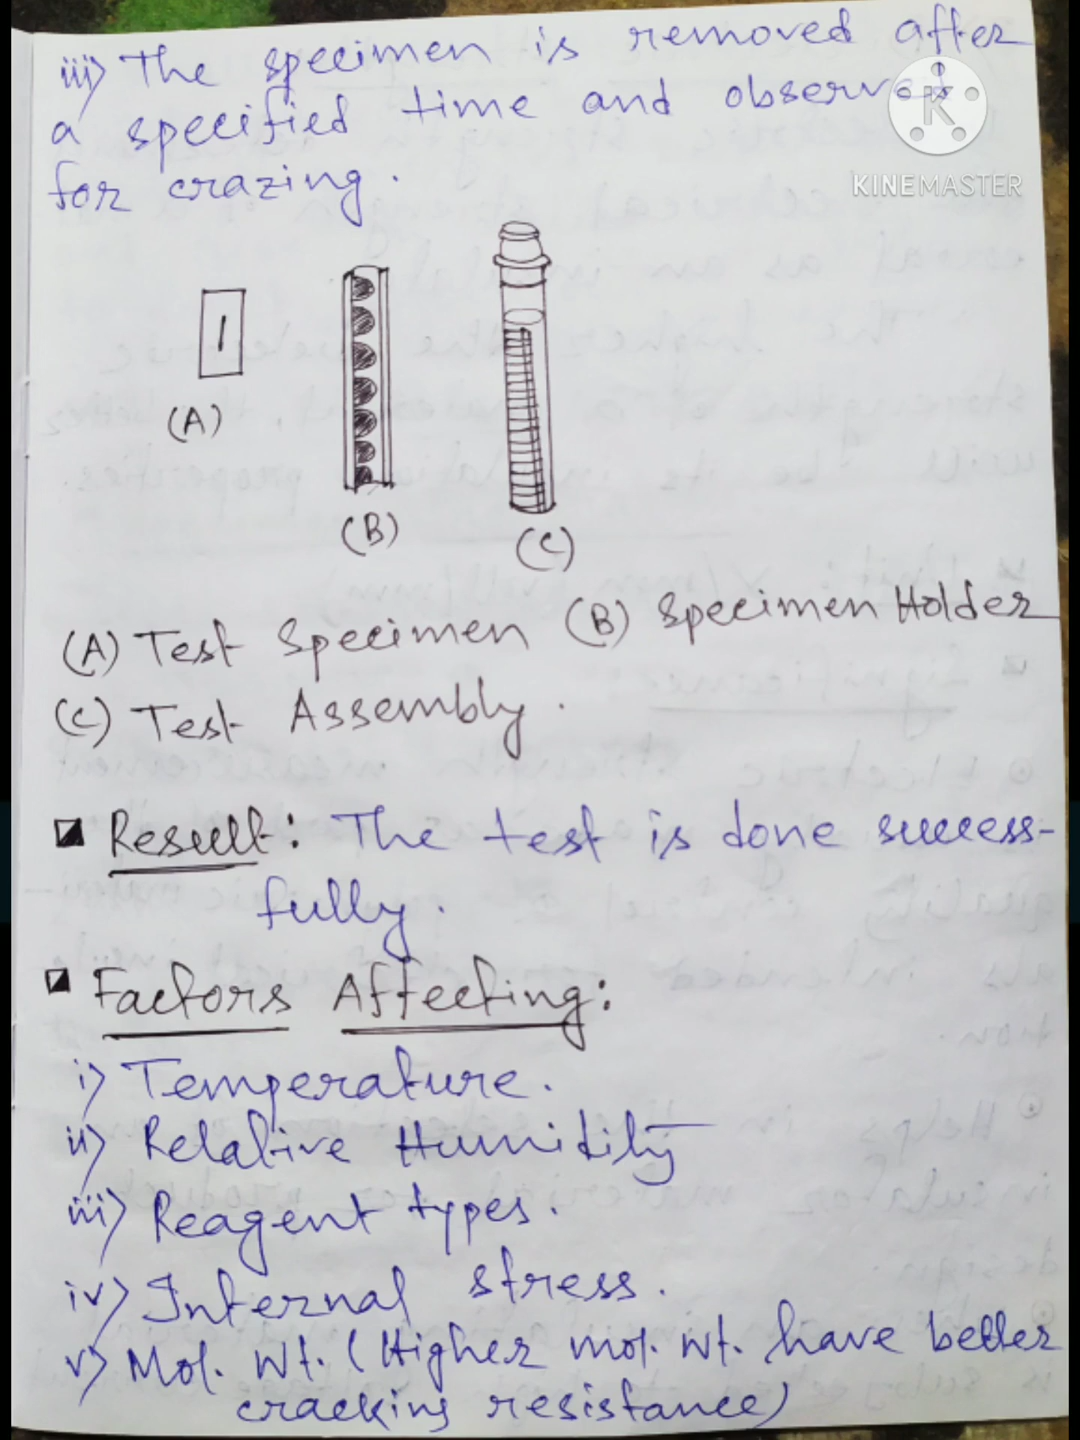 iii) The specimen is removed after
a specified time and observed
for crazing.
K
KINEMASTER
(A)
(B)
(C)
(A) Test Specimen (B) Specimen Holder
(C) Test Assembly.
Result: The test is done success-
fully.
Factors Affecting:
i) Temperature.
ii) Relative Humidity
iii) Reagent types.
iv) Internal stress.
v) Mol. Wt. (Higher mol. wt. have better
cracking resistance)